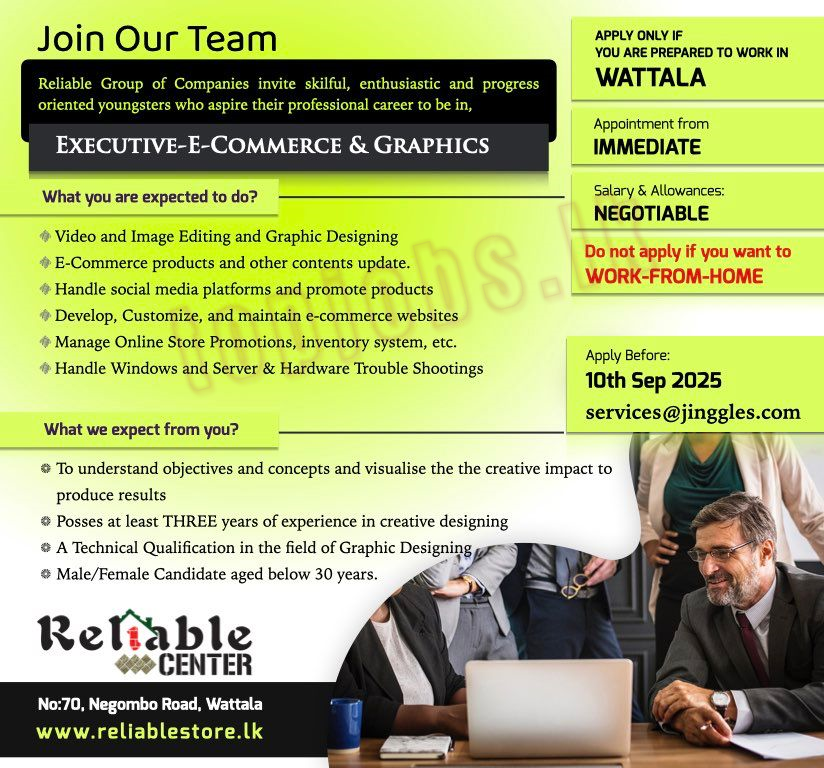 Join Our Team
Reliable Group of Companies invite skilful, enthusiastic and progress
oriented youngsters who aspire their professional career to be in,
EXECUTIVE-E-COMMERCE & GRAPHICS
What you are expected to do?
Video and Image Editing and Graphic Designing
E-Commerce products and other contents update.
Handle social media platforms and promote products
Develop, Customize, and maintain e-commerce websites
Manage Online Store Promotions, inventory system, etc.
Handle Windows and Server & Hardware Trouble Shootings
What we expect from you?
To understand objectives and concepts and visualise the the creative impact to
produce results
Posses at least THREE years of experience in creative designing
A Technical Qualification in the field of Graphic Designing
Male/Female Candidate aged below 30 years.
Reliable
CENTER
No:70, Negombo Road, Wattala
www.reliablestore.lk
APPLY ONLY IF
YOU ARE PREPARED TO WORK IN
WATTALA
Appointment from
IMMEDIATE
Salary & Allowances:
NEGOTIABLE
Do not apply if you want to
WORK-FROM-HOME
Apply Before:
10th Sep 2025
services@jinggles.com
topjobs.lk